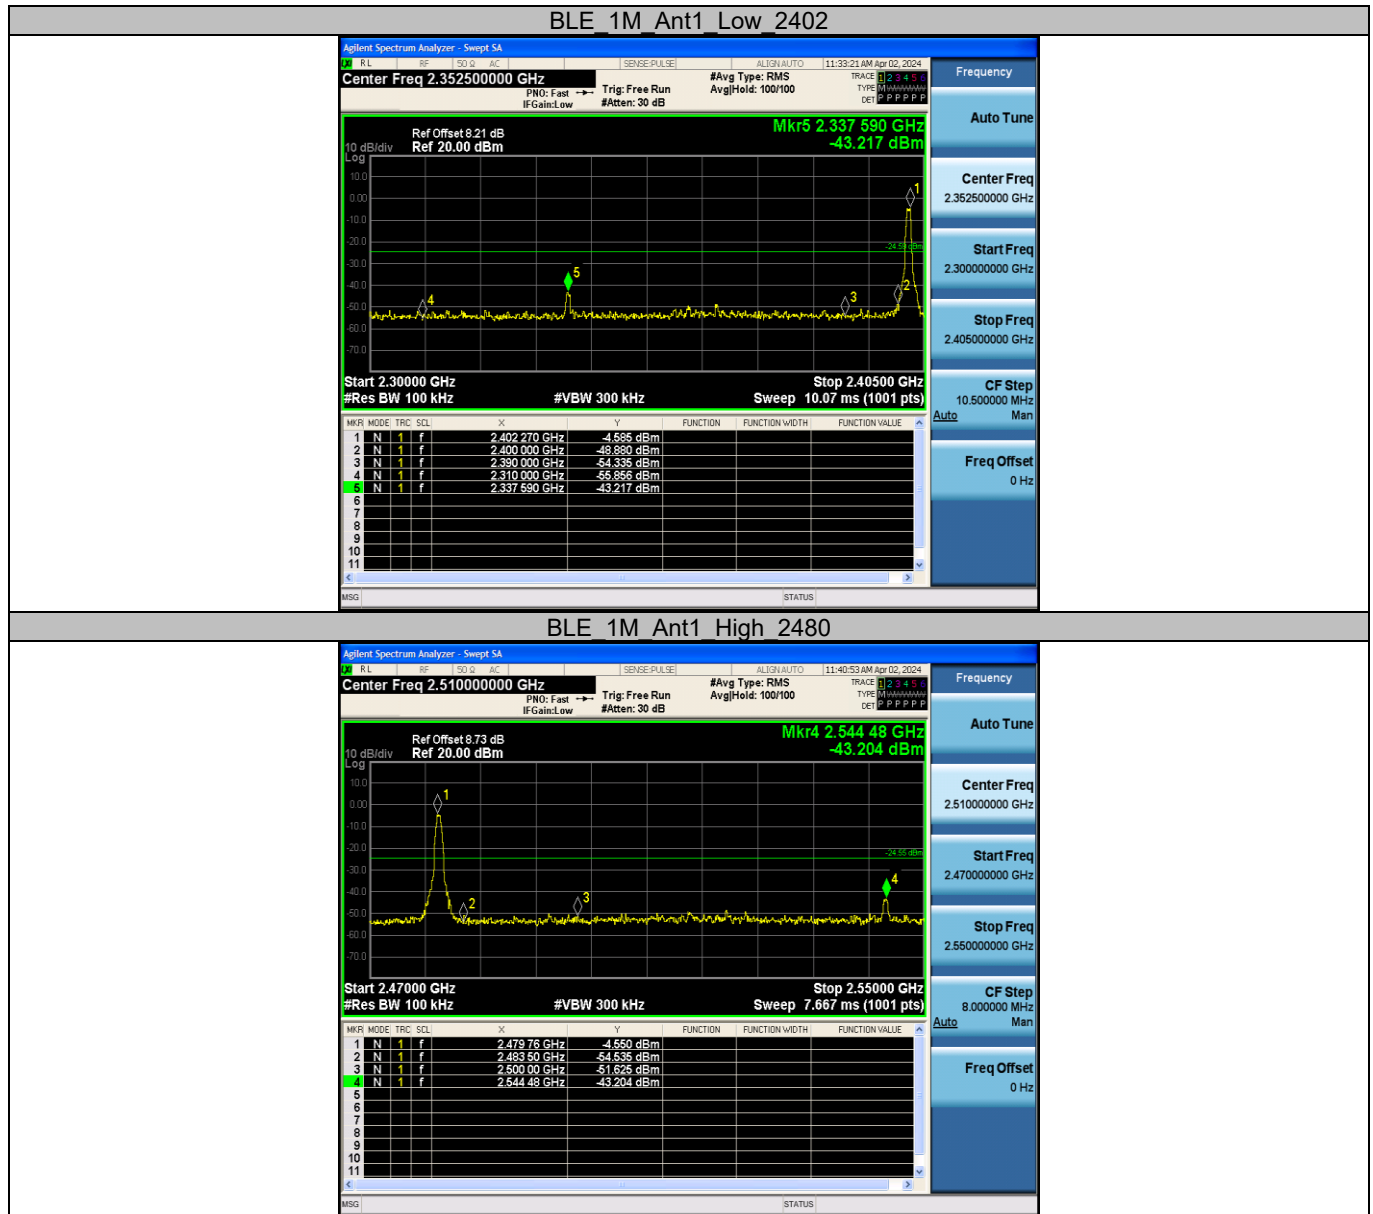 BLE_1M_Ant1_Low_2402
Agilent Spectrum Analyzer - Swept SA
RL RF 50 Ω AC SENSE:PULSE ALIGN AUTO 11:33:21 AM Apr 02, 2024
Center Freq 2.352500000 GHz
PNO: Fast
IFGain:Low
Trig: Free Run
#Atten: 30 dB
#Avg Type: RMS
Avg|Hold: 100/100
TRACE 1 2 3 4 5 6
TYPE M
DET P P P P P P
Mkr5 2.337 590 GHz
-43.217 dBm
Ref Offset 8.21 dB
10 dB/div Ref 20.00 dBm
Log
10.0
0.00
-10.0
-20.0
-30.0
-40.0
-50.0
-60.0
-70.0
1
2
3
4
5
Start 2.30000 GHz Stop 2.40500 GHz
#Res BW 100 kHz #VBW 300 kHz Sweep 10.07 ms (1001 pts)
MKR MODE TRC SCL X Y FUNCTION FUNCTION WIDTH FUNCTION VALUE
1 N 1 f 2.402 270 GHz -4.585 dBm
2 N 1 f 2.400 000 GHz -48.880 dBm
3 N 1 f 2.390 000 GHz -54.335 dBm
4 N 1 f 2.310 000 GHz -55.856 dBm
5 N 1 f 2.337 590 GHz -43.217 dBm
6
7
8
9
10
11
MSG STATUS
Frequency
Auto Tune
Center Freq
2.352500000 GHz
Start Freq
2.300000000 GHz
Stop Freq
2.405000000 GHz
CF Step
10.500000 MHz
Auto Man
Freq Offset
0 Hz
BLE_1M_Ant1_High_2480
Agilent Spectrum Analyzer - Swept SA
RL RF 50 Ω AC SENSE:PULSE ALIGN AUTO 11:40:53 AM Apr 02, 2024
Center Freq 2.510000000 GHz
PNO: Fast
IFGain:Low
Trig: Free Run
#Atten: 30 dB
#Avg Type: RMS
Avg|Hold: 100/100
TRACE 1 2 3 4 5 6
TYPE M
DET P P P P P P
Mkr4 2.544 48 GHz
-43.204 dBm
Ref Offset 8.73 dB
10 dB/div Ref 20.00 dBm
Log
10.0
0.00
-10.0
-20.0
-24.55 dBm
-30.0
-40.0
-50.0
-60.0
-70.0
1
2
3
4
Start 2.47000 GHz Stop 2.55000 GHz
#Res BW 100 kHz #VBW 300 kHz Sweep 7.667 ms (1001 pts)
MKR MODE TRC SCL X Y FUNCTION FUNCTION WIDTH FUNCTION VALUE
1 N 1 f 2.479 76 GHz -4.550 dBm
2 N 1 f 2.483 50 GHz -54.535 dBm
3 N 1 f 2.500 00 GHz -51.625 dBm
4 N 1 f 2.544 48 GHz -43.204 dBm
5
6
7
8
9
10
11
MSG STATUS
Frequency
Auto Tune
Center Freq
2.510000000 GHz
Start Freq
2.470000000 GHz
Stop Freq
2.550000000 GHz
CF Step
8.000000 MHz
Auto Man
Freq Offset
0 Hz